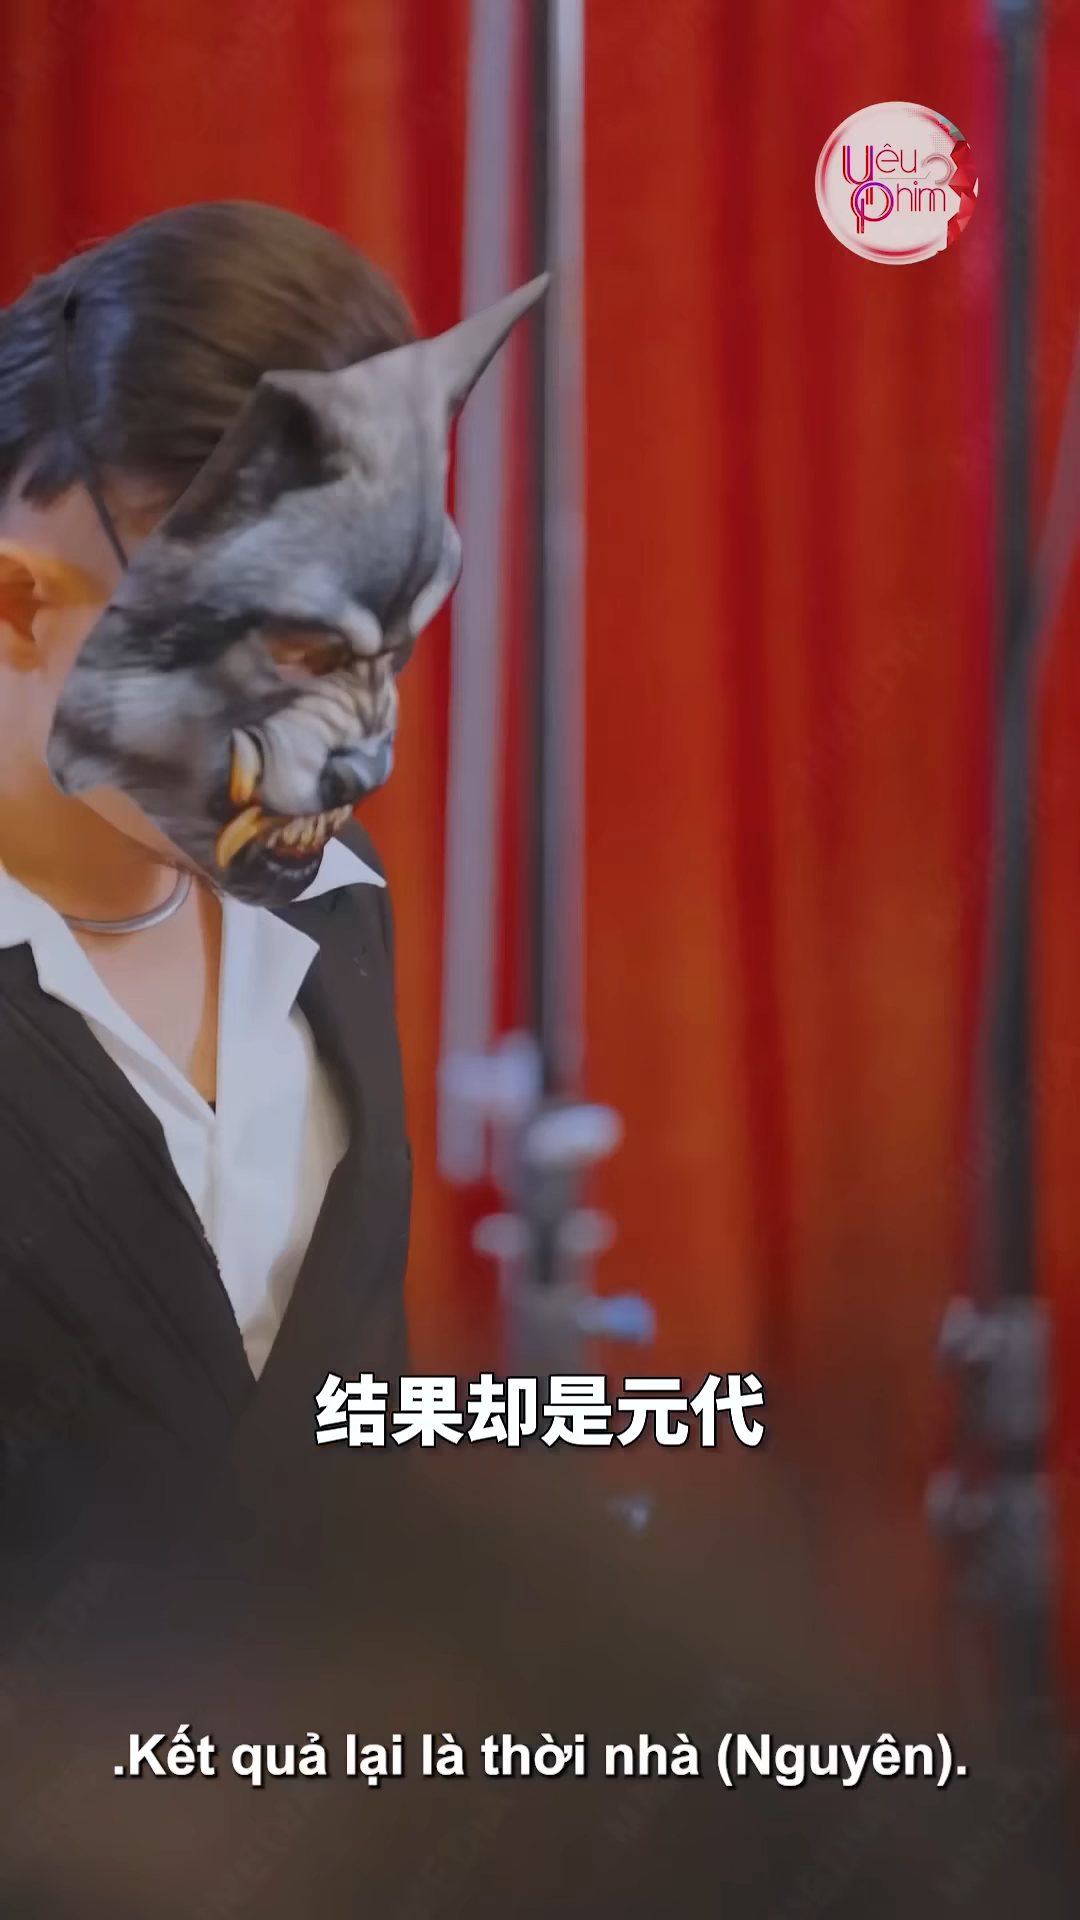 Yêu
Phim
结果却是元代
.Kết quả lại là thời nhà (Nguyên).